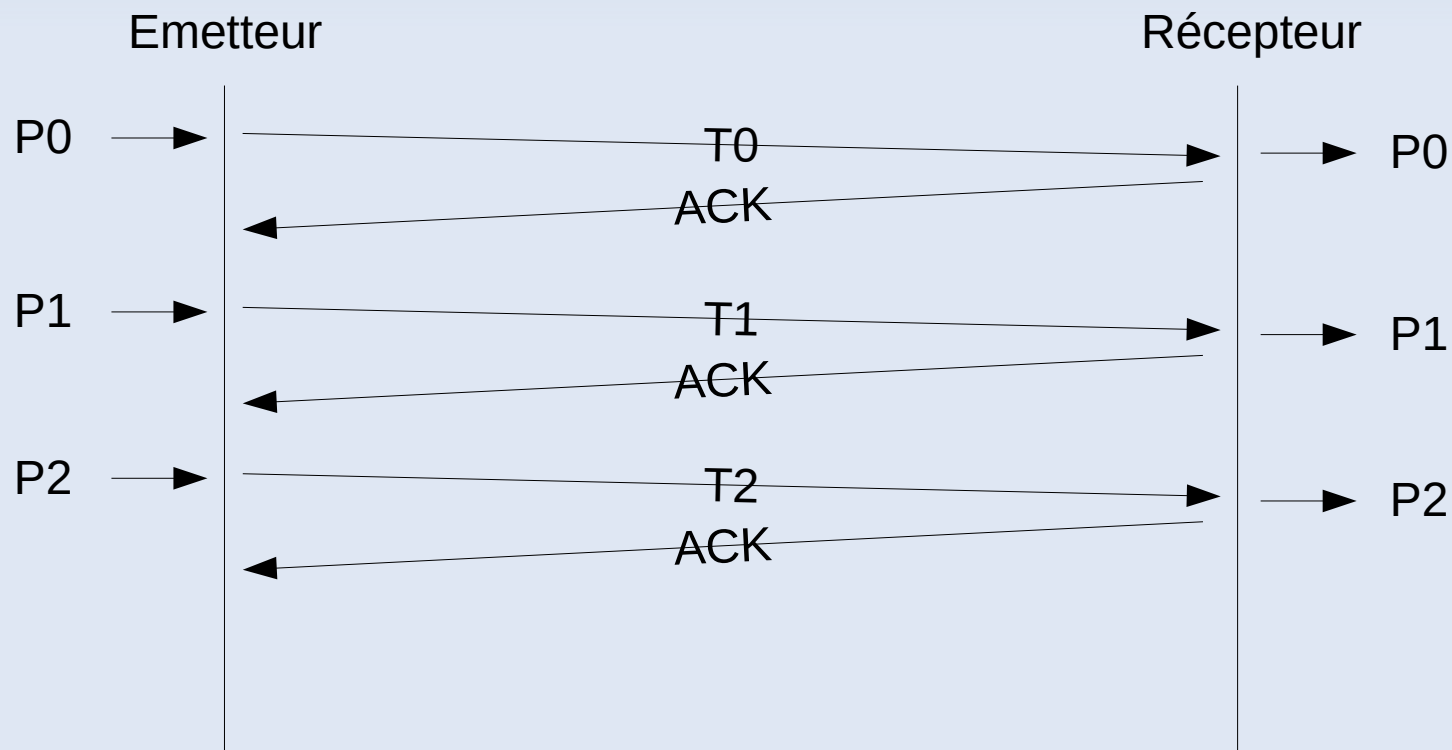 Emetteur Récepteur
P0 T0 P0
ACK
P1 T1 P1
ACK
P2 T2 P2
ACK